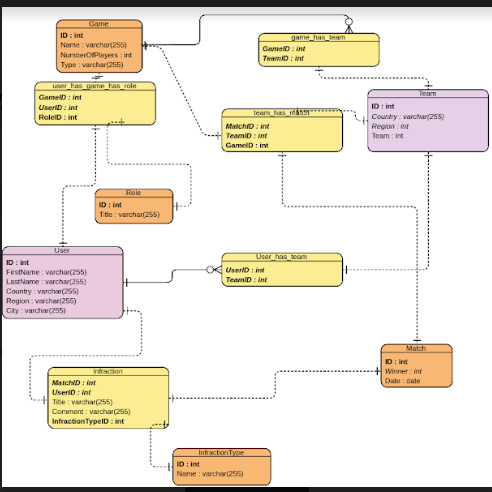 Game
ID : int
Name : varchar(255)
NumberOfPlayers : int
Type : varchar(255)
game_has_team
GameID : int
TeamID : int
user_has_game_has_role
GameID : int
UserID : int
RoleID : int
Team
ID : int
Country : varchar(255)
Region : int
Team : int
team_has_match
MatchID : int
TeamID : int
GameID : int
Role
ID : int
Title : varchar(255)
User
ID : int
FirstName : varchar(255)
LastName : varchar(255)
Country : varchar(255)
Region : varchar(255)
City : varchar(255)
User_has_team
UserID : int
TeamID : int
Match
ID : int
Winner : int
Date : date
Infraction
MatchID : int
UserID : int
Title : varchar(255)
Comment : varchar(255)
InfractionTypeID : int
InfractionType
ID : int
Name : varchar(255)